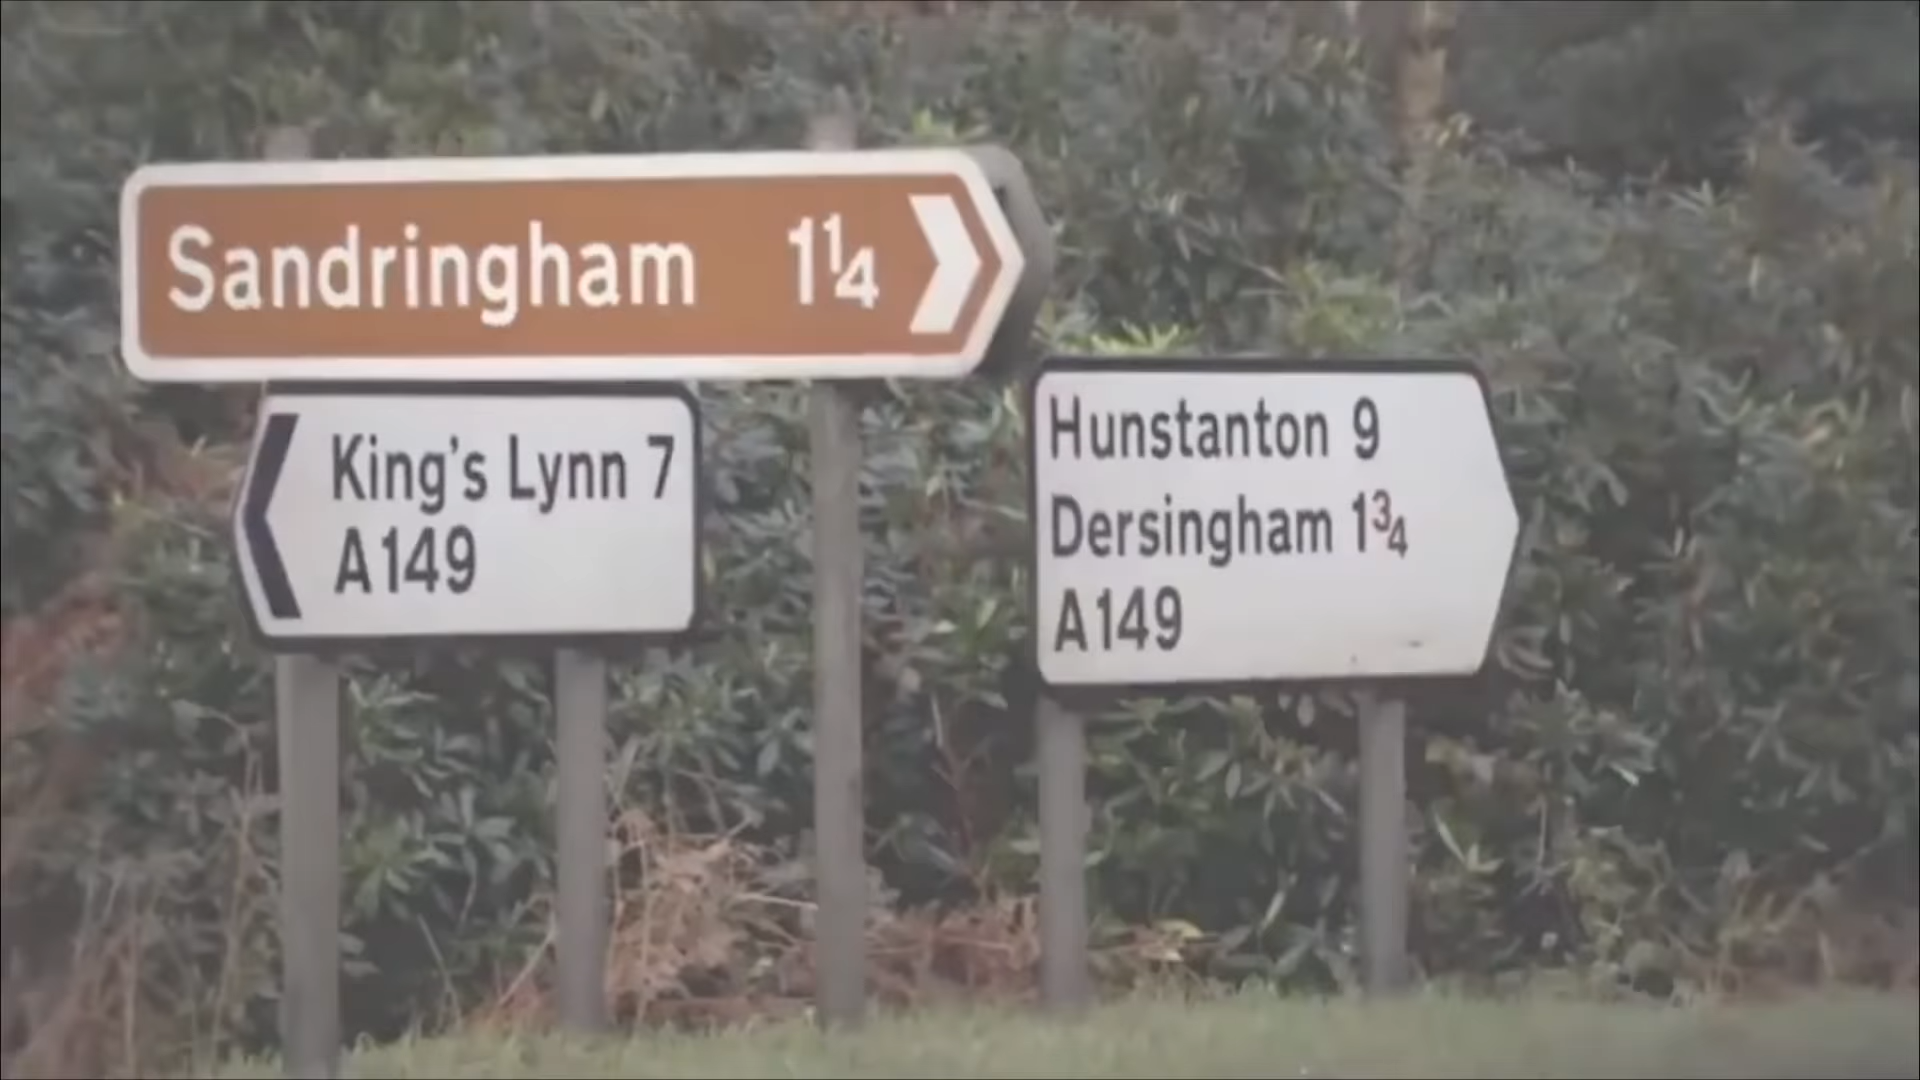 Sandringham 1¼
King's Lynn 7
A149
Hunstanton 9
Dersingham 1¾
A149